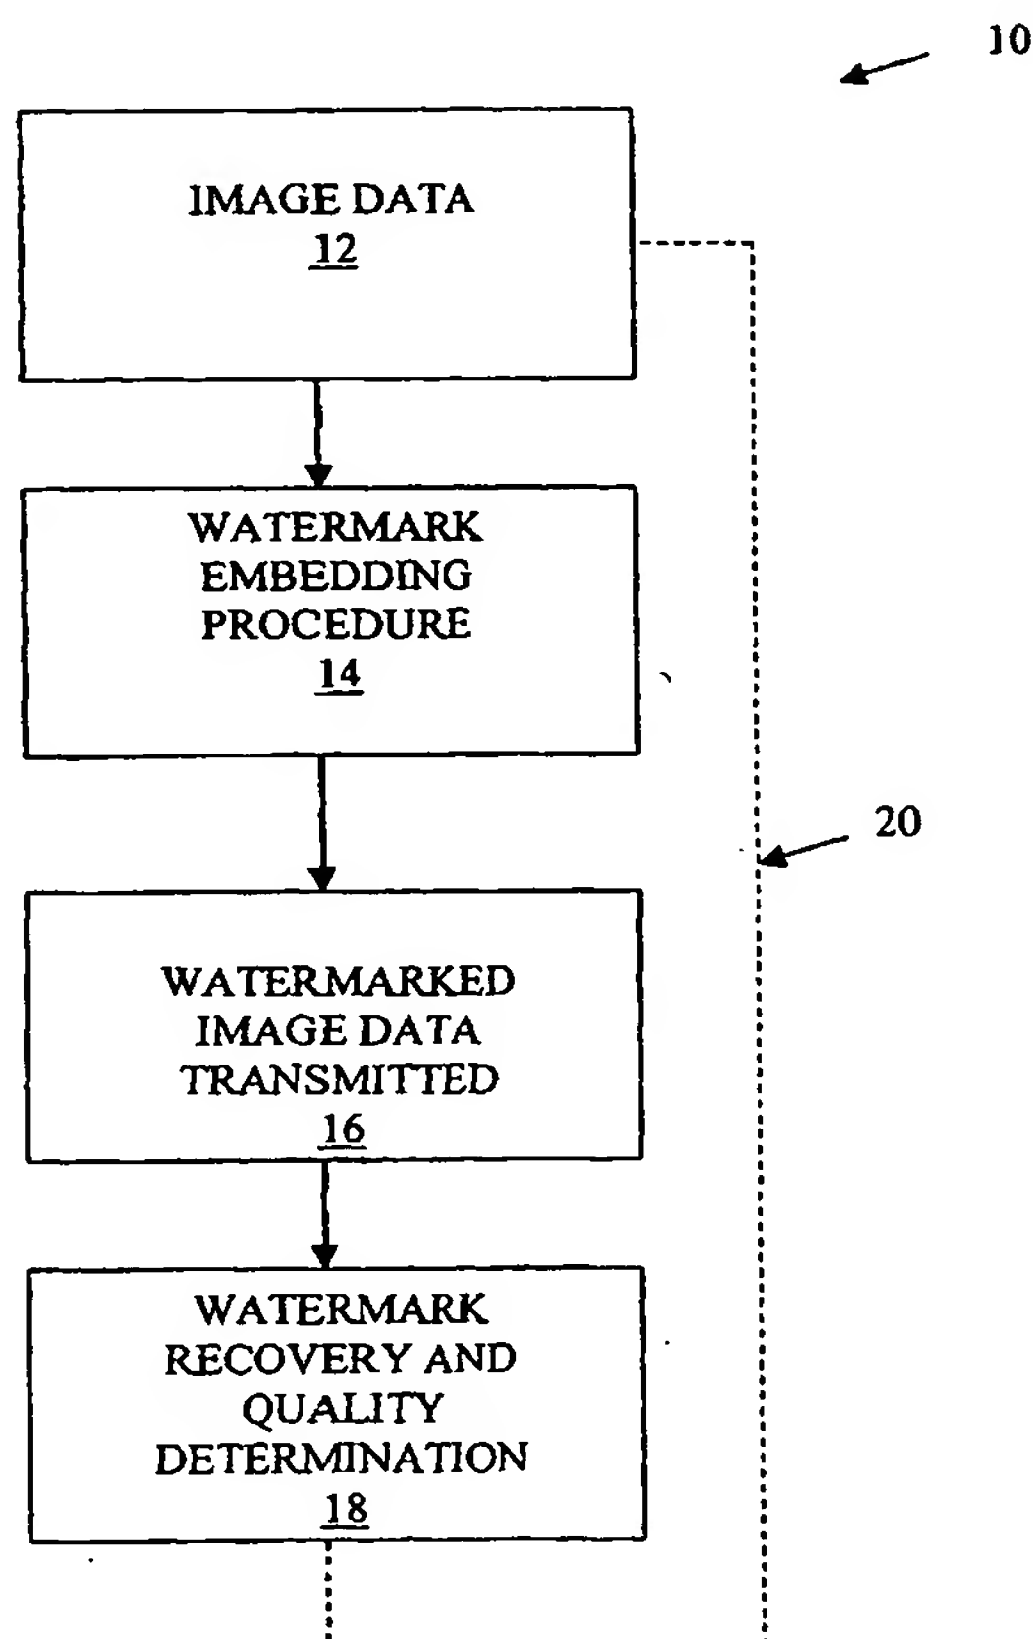 10
IMAGE DATA
12
WATERMARK
EMBEDDING
PROCEDURE
14
20
WATERMARKED
IMAGE DATA
TRANSMITTED
16
WATERMARK
RECOVERY AND
QUALITY
DETERMINATION
18